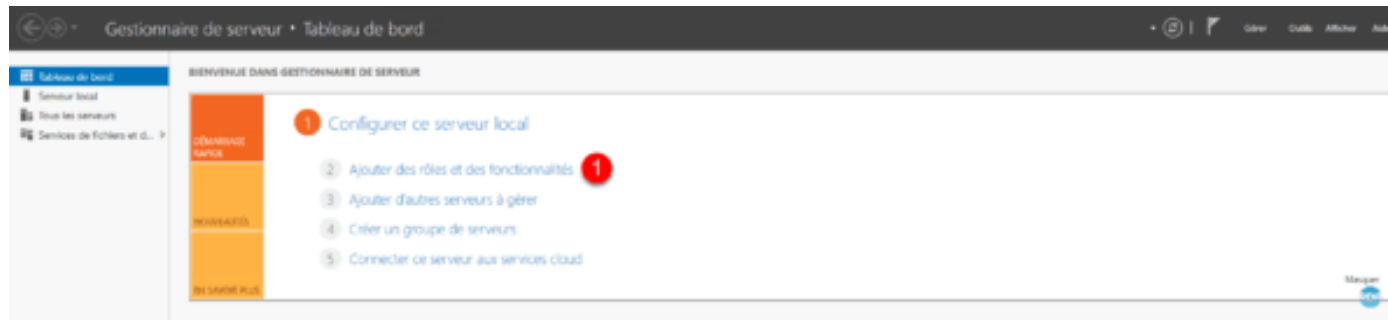 Gestionnaire de serveur • Tableau de bord
Gérer Outils Afficher
Tableau de bord
Serveur local
Tous les serveurs
Services de fichiers et d...
BIENVENUE DANS GESTIONNAIRE DE SERVEUR
DÉMARRAGE
RAPIDE
NOUVEAUTÉS
EN SAVOIR PLUS
1 Configurer ce serveur local
2 Ajouter des rôles et des fonctionnalités 1
3 Ajouter d'autres serveurs à gérer
4 Créer un groupe de serveurs
5 Connecter ce serveur aux services cloud
Masquer